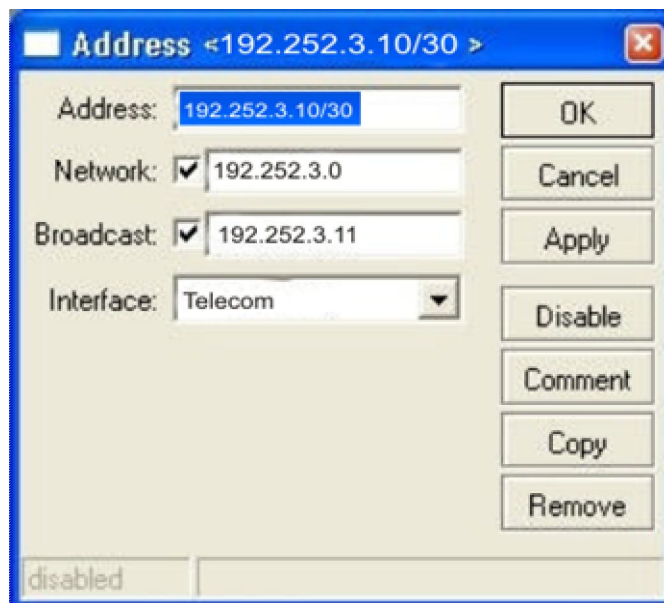 Address <192.252.3.10/30 >
Address: 192.252.3.10/30
OK
Network: 192.252.3.0
Cancel
Broadcast: 192.252.3.11
Apply
Interface: Telecom
Disable
Comment
Copy
Remove
disabled